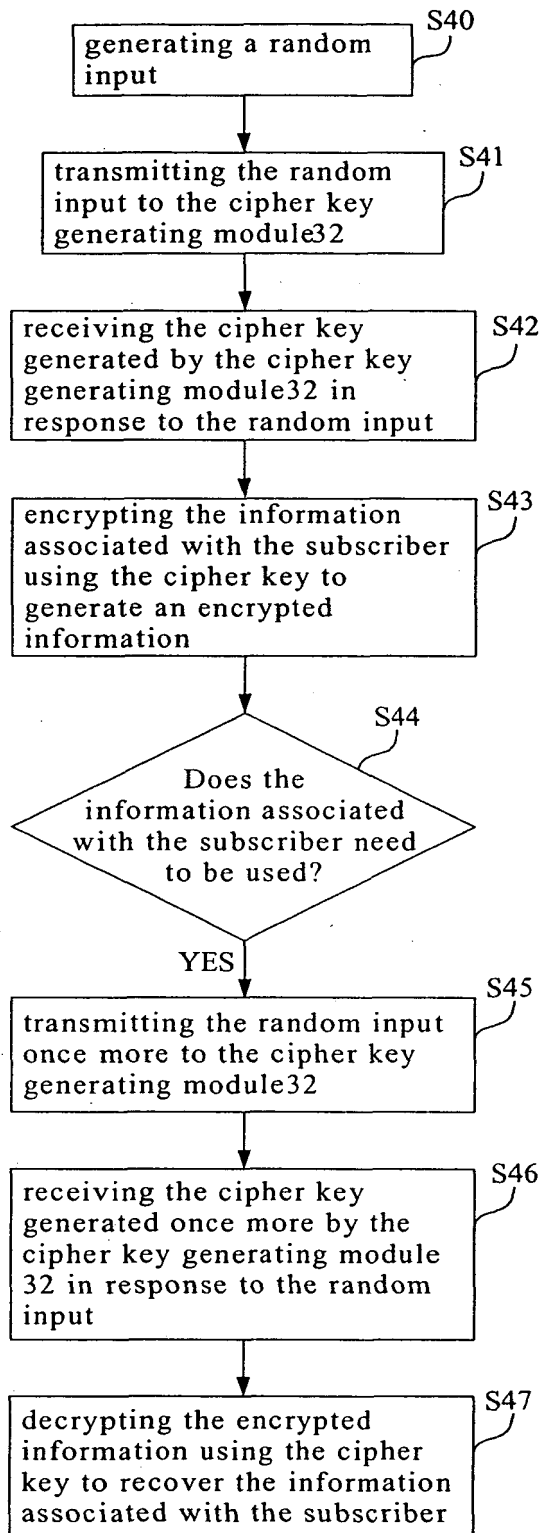 S40
generating a random
input
S41
transmitting the random
input to the cipher key
generating module32
S42
receiving the cipher key
generated by the cipher key
generating module32 in
response to the random input
S43
encrypting the information
associated with the subscriber
using the cipher key to
generate an encrypted
information
S44
Does the
information associated
with the subscriber need
to be used?
YES
S45
transmitting the random input
once more to the cipher key
generating module32
S46
receiving the cipher key
generated once more by the
cipher key generating module
32 in response to the random
input
S47
decrypting the encrypted
information using the cipher
key to recover the information
associated with the subscriber